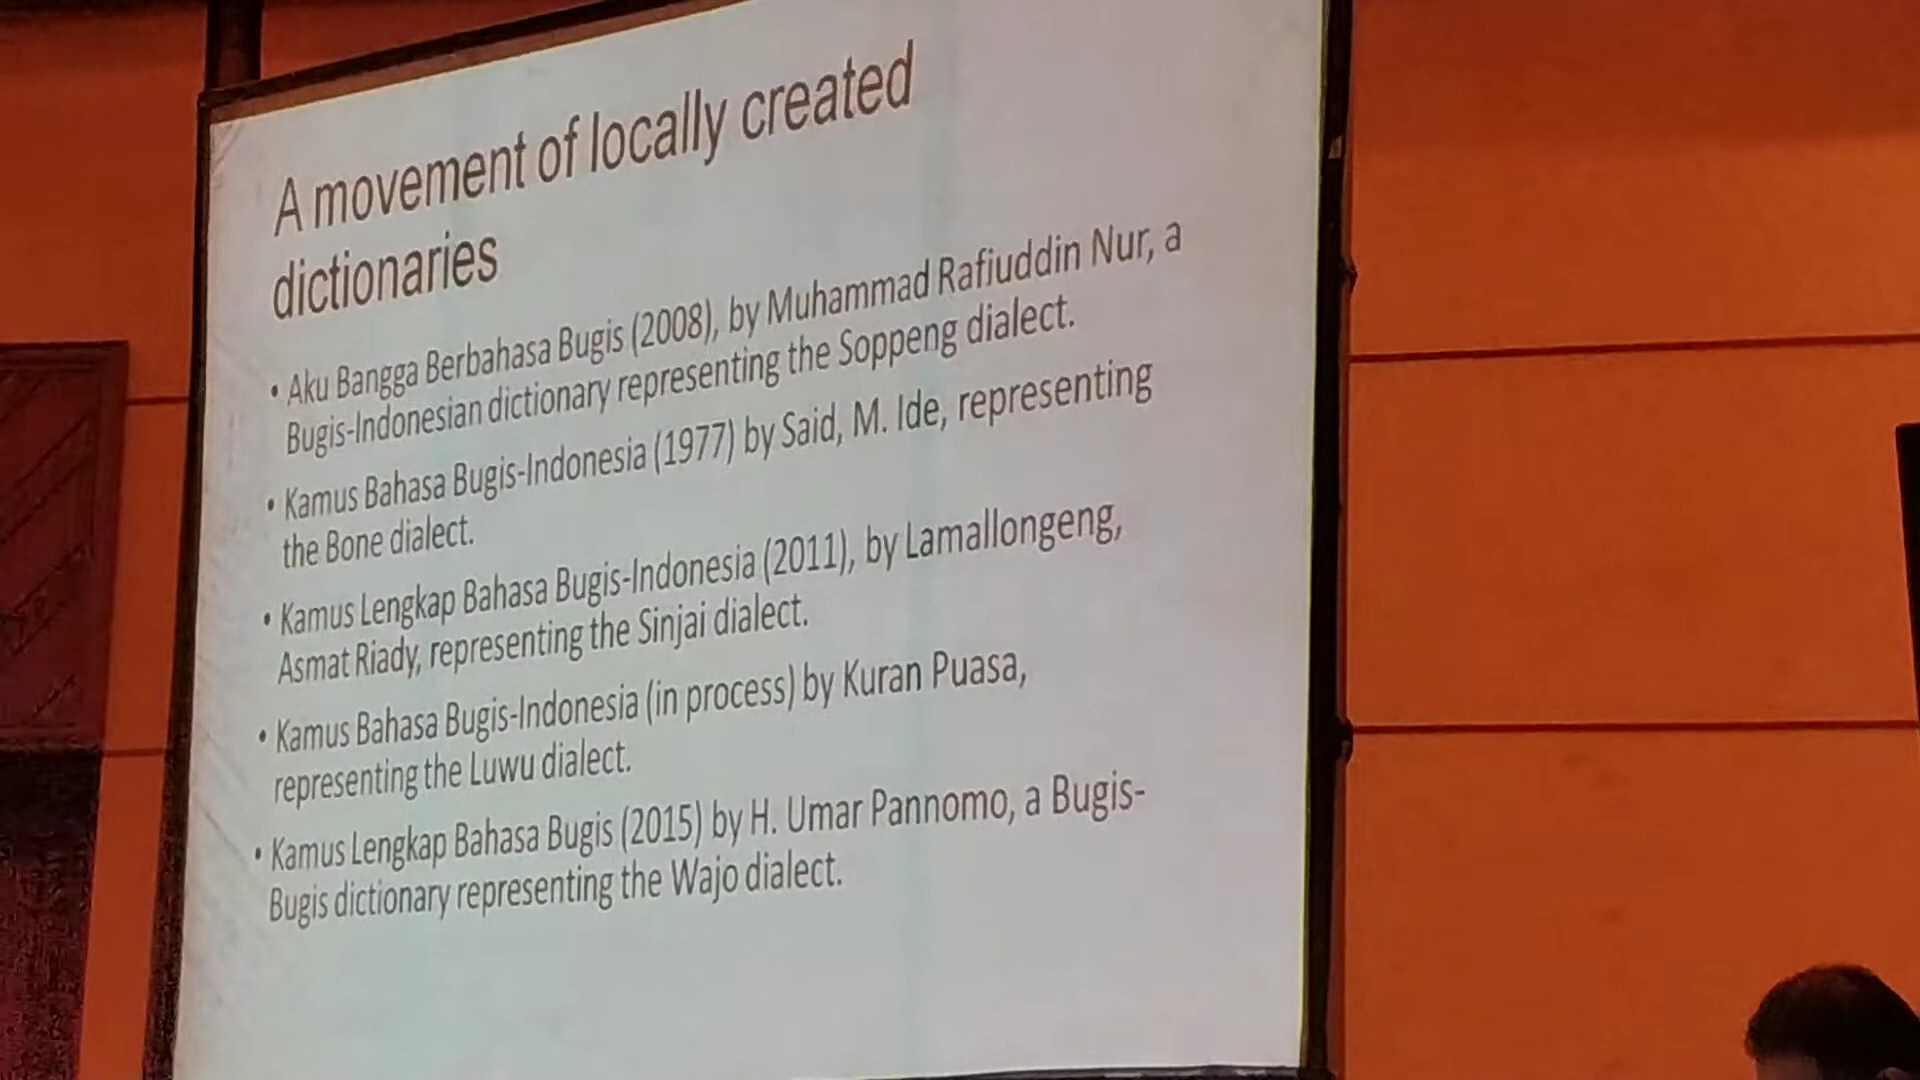 A movement of locally created
dictionaries
• Aku Bangga Berbahasa Bugis (2008), by Muhammad Rafiuddin Nur, a
Bugis-Indonesian dictionary representing the Soppeng dialect.
• Kamus Bahasa Bugis-Indonesia (1977) by Said, M. Ide, representing
the Bone dialect.
• Kamus Lengkap Bahasa Bugis-Indonesia (2011), by Lamallongeng,
Asmat Riady, representing the Sinjai dialect.
• Kamus Bahasa Bugis-Indonesia (in process) by Kuran Puasa,
representing the Luwu dialect.
• Kamus Lengkap Bahasa Bugis (2015) by H. Umar Pannomo, a Bugis-
Bugis dictionary representing the Wajo dialect.